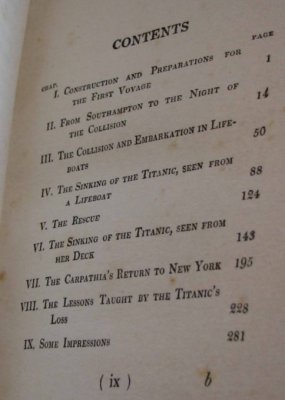 CONTENTS
CHAP. PAGE
I. CONSTRUCTION AND PREPARATIONS FOR
THE FIRST VOYAGE 1
II. FROM SOUTHAMPTON TO THE NIGHT OF
THE COLLISION 14
III. THE COLLISION AND EMBARKATION IN LIFE-
BOATS 50
IV. THE SINKING OF THE TITANIC, SEEN FROM
A LIFEBOAT 88
V. THE RESCUE 124
VI. THE SINKING OF THE TITANIC, SEEN FROM
HER DECK 143
VII. THE CARPATHIA'S RETURN TO NEW YORK 195
VIII. THE LESSONS TAUGHT BY THE TITANIC'S
LOSS 228
IX. SOME IMPRESSIONS 281
( ix ) b